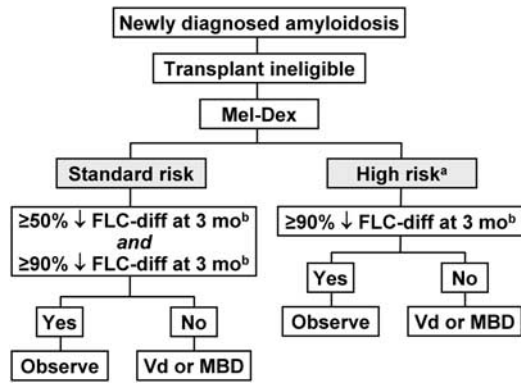 Newly diagnosed amyloidosis
Transplant ineligible
Mel-Dex
Standard risk
High riskᵃ
≥50% ↓ FLC-diff at 3 moᵇ
and
≥90% ↓ FLC-diff at 3 moᵇ
≥90% ↓ FLC-diff at 3 moᵇ
Yes
No
Yes
No
Observe
Vd or MBD
Observe
Vd or MBD